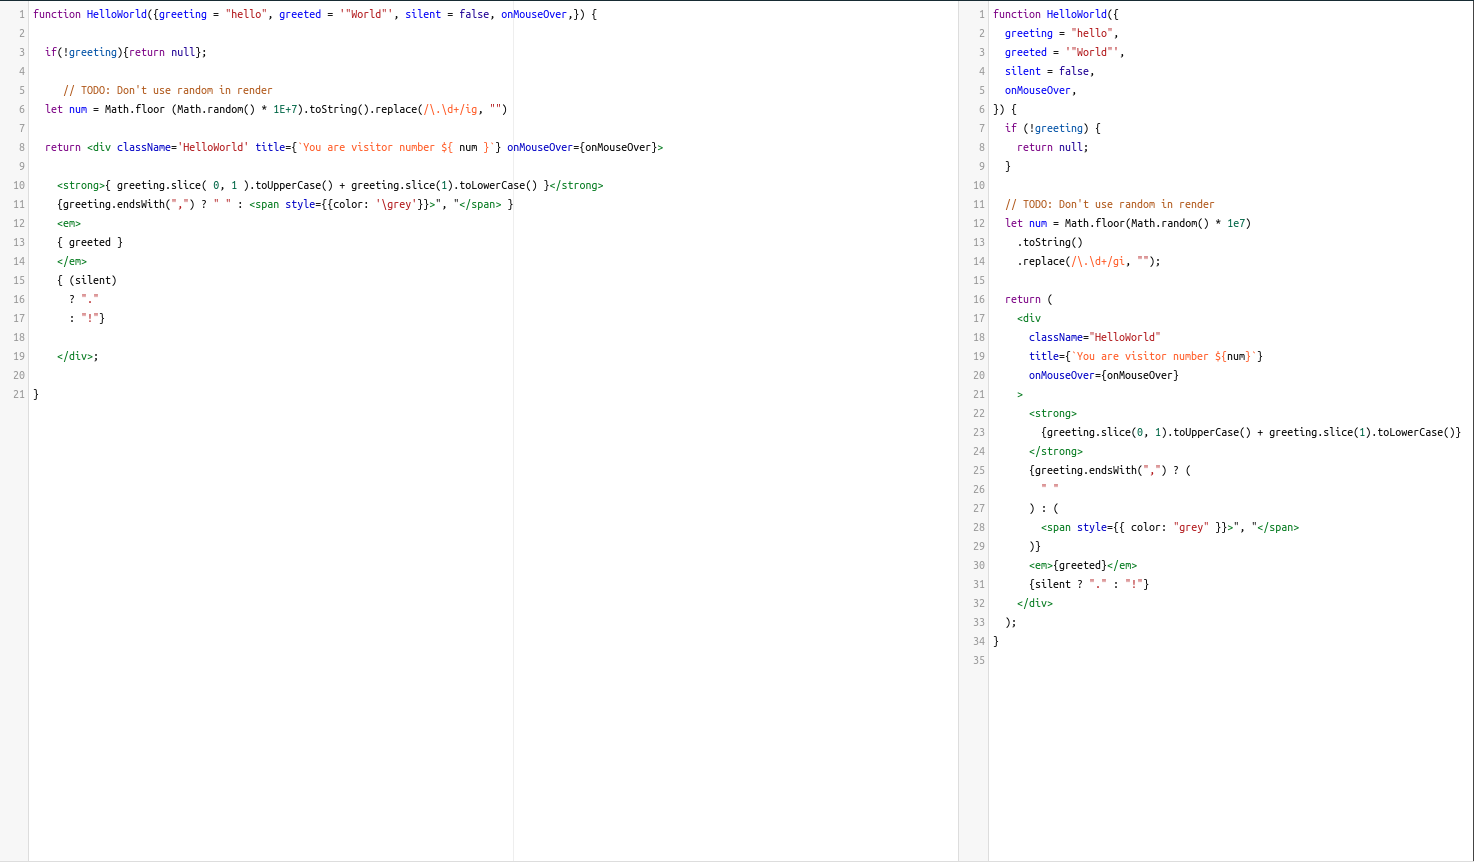 1 function HelloWorld({greeting = "hello", greeted = '"World"', silent = false, onMouseOver,}) {
2
3   if(!greeting){return null};
4
5      // TODO: Don't use random in render
6   let num = Math.floor (Math.random() * 1E+7).toString().replace(/\.\d+/ig, "")
7
8   return <div className='HelloWorld' title={`You are visitor number ${ num }`} onMouseOver={onMouseOver}>
9
10     <strong>{ greeting.slice( 0, 1 ).toUpperCase() + greeting.slice(1).toLowerCase() }</strong>
11     {greeting.endsWith(",") ? " " : <span style={{color: '\grey'}}>", "</span> }
12     <em>
13     { greeted }
14     </em>
15     { (silent)
16       ? "."
17       : "!"}
18
19     </div>;
20
21 }
1 function HelloWorld({
2   greeting = "hello",
3   greeted = '"World"',
4   silent = false,
5   onMouseOver,
6 }) {
7   if (!greeting) {
8     return null;
9   }
10
11   // TODO: Don't use random in render
12   let num = Math.floor(Math.random() * 1e7)
13     .toString()
14     .replace(/\.\d+/gi, "");
15
16   return (
17     <div
18       className="HelloWorld"
19       title={`You are visitor number ${num}`}
20       onMouseOver={onMouseOver}
21     >
22       <strong>
23         {greeting.slice(0, 1).toUpperCase() + greeting.slice(1).toLowerCase()}
24       </strong>
25       {greeting.endsWith(",") ? (
26         " "
27       ) : (
28         <span style={{ color: "grey" }}>", "</span>
29       )}
30       <em>{greeted}</em>
31       {silent ? "." : "!"}
32     </div>
33   );
34 }
35